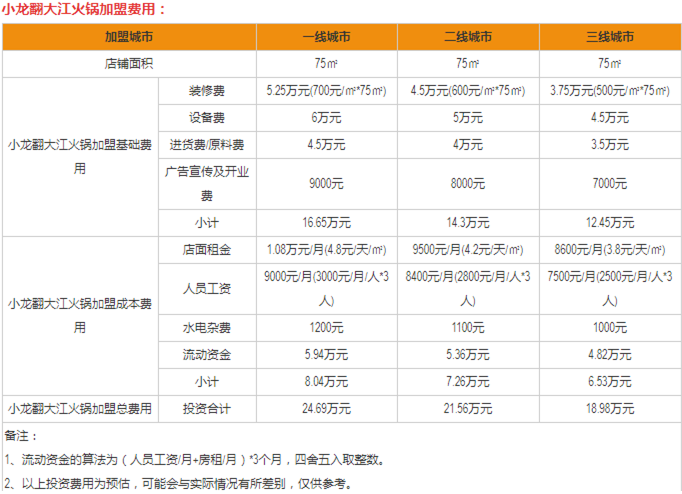 小龙翻大江火锅加盟费用：
加盟城市 一线城市 二线城市 三线城市
店铺面积 75㎡ 75㎡ 75㎡
小龙翻大江火锅加盟基础费用 装修费 5.25万元(700元/㎡*75㎡) 4.5万元(600元/㎡*75㎡) 3.75万元(500元/㎡*75㎡)
设备费 6万元 5万元 4.5万元
进货费/原料费 4.5万元 4万元 3.5万元
广告宣传及开业费 9000元 8000元 7000元
小计 16.65万元 14.3万元 12.45万元
小龙翻大江火锅加盟成本费用 店面租金 1.08万元/月(4.8元/天/㎡) 9500元/月(4.2元/天/㎡) 8600元/月(3.8元/天/㎡)
人员工资 9000元/月(3000元/月/人*3人) 8400元/月(2800元/月/人*3人) 7500元/月(2500元/月/人*3人)
水电杂费 1200元 1100元 1000元
流动资金 5.94万元 5.36万元 4.82万元
小计 8.04万元 7.26万元 6.53万元
小龙翻大江火锅加盟总费用 投资合计 24.69万元 21.56万元 18.98万元
备注：
1、流动资金的算法为（人员工资/月+房租/月）*3个月，四舍五入取整数。
2、以上投资费用为预估，可能会与实际情况有所差别，仅供参考。